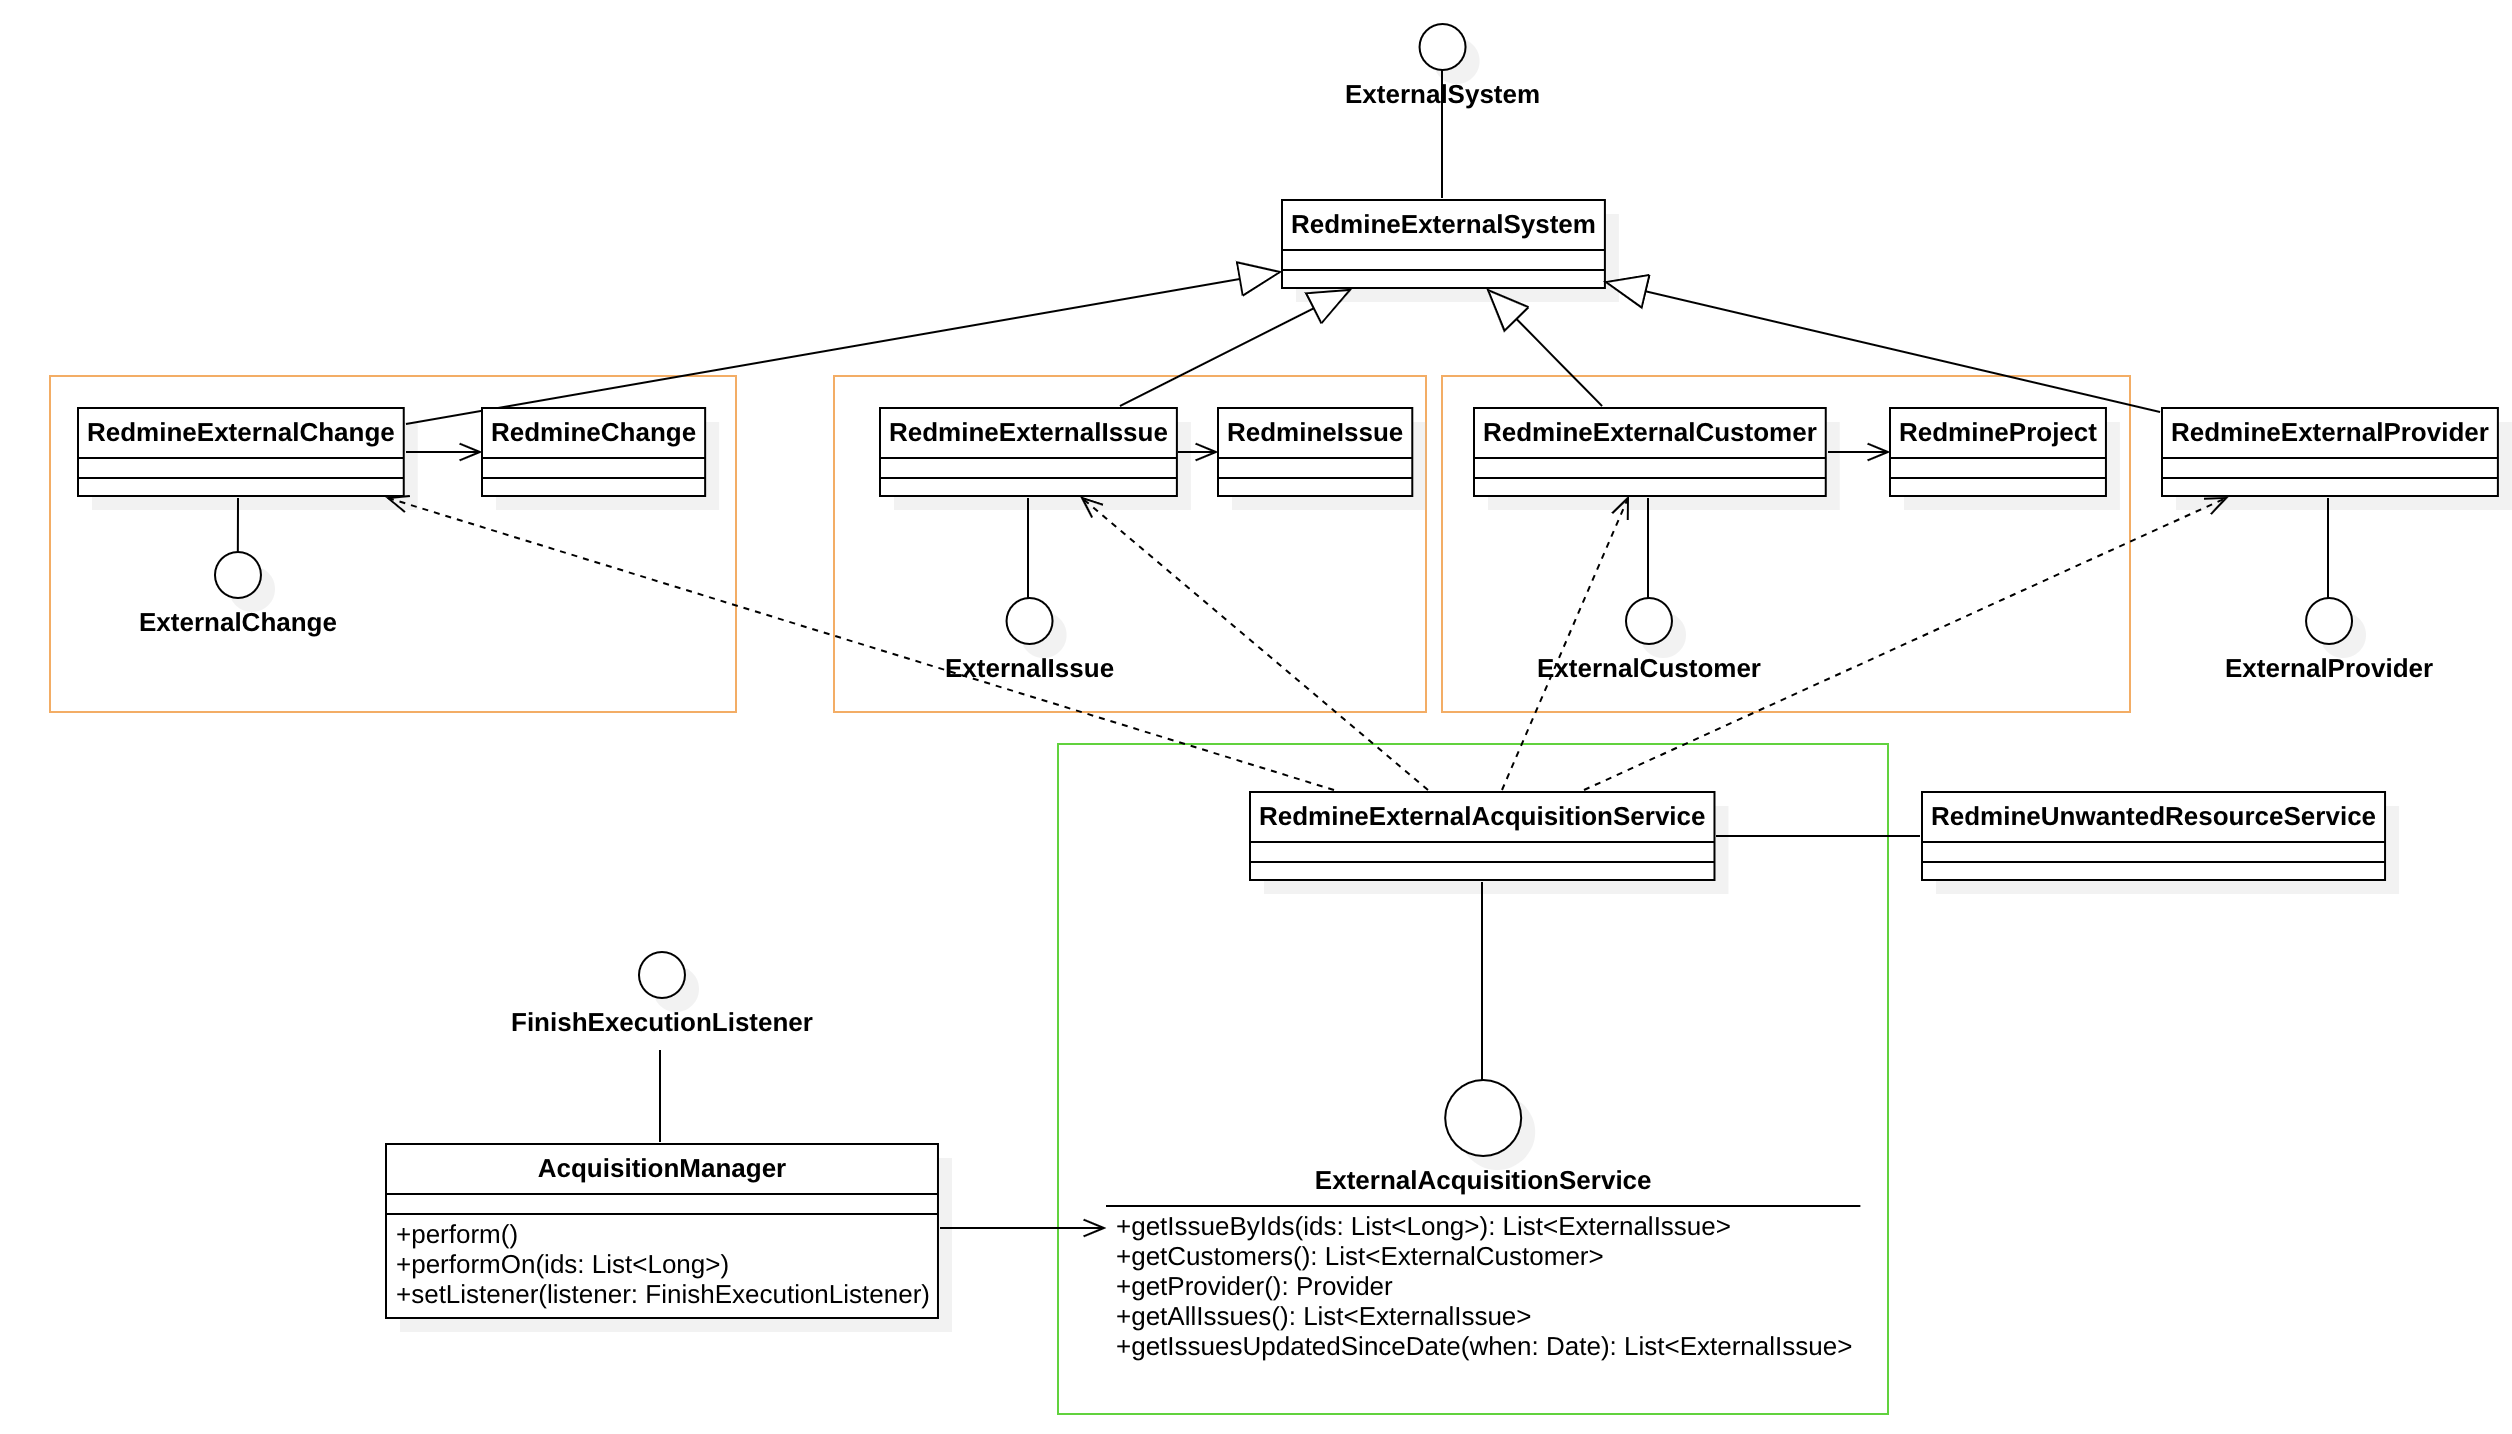 ExternalSystem
RedmineExternalSystem
RedmineExternalChange
RedmineChange
RedmineExternalIssue
RedmineIssue
RedmineExternalCustomer
RedmineProject
RedmineExternalProvider
ExternalChange
ExternalIssue
ExternalCustomer
ExternalProvider
RedmineExternalAcquisitionService
RedmineUnwantedResourceService
FinishExecutionListener
AcquisitionManager
+perform()
+performOn(ids: List<Long>)
+setListener(listener: FinishExecutionListener)
ExternalAcquisitionService
+getIssueByIds(ids: List<Long>): List<ExternalIssue>
+getCustomers(): List<ExternalCustomer>
+getProvider(): Provider
+getAllIssues(): List<ExternalIssue>
+getIssuesUpdatedSinceDate(when: Date): List<ExternalIssue>